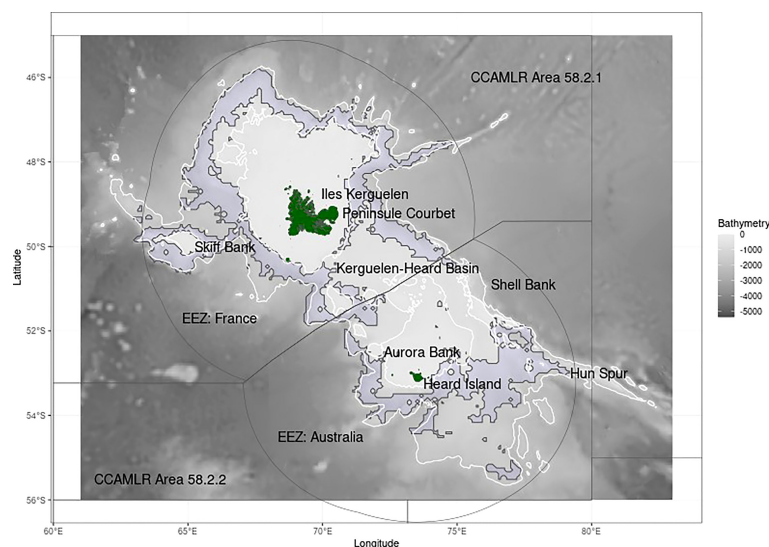 46°S
48°S
50°S
52°S
54°S
56°S
Latitude
CCAMLR Area 58.2.1
Iles Kerguelen
Peninsule Courbet
Skiff Bank
Kerguelen-Heard Basin
Shell Bank
EEZ: France
Aurora Bank
Hun Spur
Heard Island
EEZ: Australia
CCAMLR Area 58.2.2
60°E
65°E
70°E
75°E
80°E
Longitude
Bathymetry
0
-1000
-2000
-3000
-4000
-5000